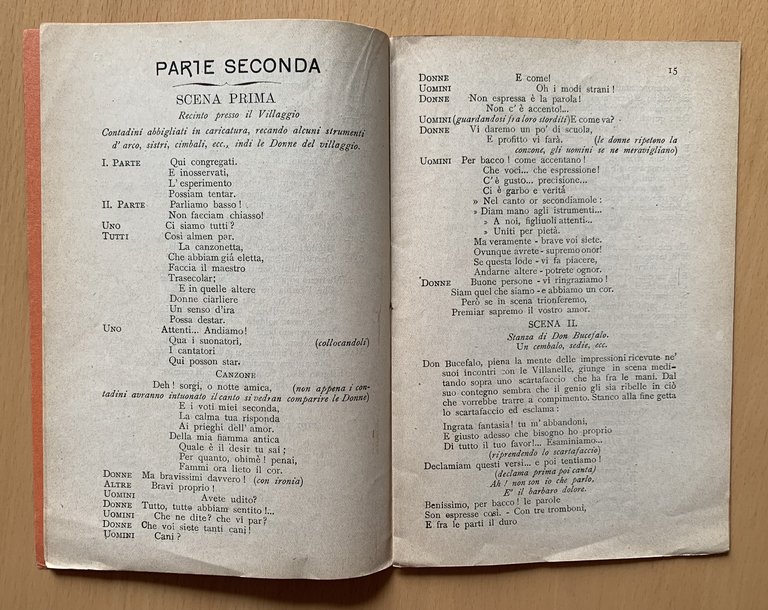 PARTE SECONDA
SCENA PRIMA
Recinto presso il Villaggio
Contadini abbigliati in caricatura, recando alcuni strumenti
d'arco, sistri, cimbali, ecc., indi le Donne del villaggio.
I. PARTE Qui congregati.
E inosservati,
L'esperimento
Possiam tentar.
II. PARTE Parliamo basso!
Non facciam chiasso!
UNO Ci siamo tutti?
TUTTI Così almen par.
La canzonetta,
Che abbiam giá eletta,
Faccia il maestro
Trasecolar;
E in quelle altere
Donne ciarliere
Un senso d'ira
Possa destar.
UNO Attenti... Andiamo!
Qua i suonatori, (collocandoli)
I cantatori
Qui posson star.
CANZONE
Deh! sorgi, o notte amica, (non appena i con-
tadini avranno intuonato il canto si vedran comparire le Donne)
E i voti miei seconda,
La calma tua risponda
Ai prieghi dell'amor.
Della mia fiamma antica
Quale è il desir tu sai;
Per quanto, ohimè! penai,
Fammi ora lieto il cor.
DONNE Ma bravissimi davvero! (con ironia)
ALTRE Bravi proprio!
UOMINI Avete udito?
DONNE Tutto, tutto abbiam sentito!...
UOMINI Che ne dite? che vi par?
DONNE Che voi siete tanti cani!
UOMINI Cani?
15
DONNE E come!
UOMINI Oh i modi strani!
DONNE Non espressa è la parola!
Non c'è accento!...
UOMINI (guardandosi fra loro storditi) E come va?
DONNE Vi daremo un po' di scuola,
E profitto vi farà. (le donne ripetono la
canzone, gli uomini se ne meravigliano)
UOMINI Per bacco! come accentano!
Che voci... che espressione!
C'é gusto... precisione...
Ci è garbo e veritá
» Nel canto or secondiamole:
» Diam mano agli istrumenti...
» A noi, figliuoli attenti...
» Uniti per pietà.
Ma veramente - brave voi siete.
Ovunque avrete - supremo onor!
Se questa lode - vi fa piacere,
Andarne altere - potrete ognor.
DONNE Buone persone - vi ringraziamo!
Siam quel che siamo - e abbiamo un cor.
Però se in scena trionferemo,
Premiar sapremo il vostro amor.
SCENA II.
Stanza di Don Bucefalo.
Un cembalo, sedie, ecc.
Don Bucefalo, piena la mente delle impressioni ricevute ne'
suoi incontri con le Villanelle, giunge in scena medi-
tando sopra uno scartafaccio che ha fra le mani. Dal
suo contegno sembra che il genio gli sia ribelle in ciò
che vorrebbe trarre a compimento. Stanco alla fine getta
lo scartafaccio ed esclama:
Ingrata fantasia! tu m'abbandoni,
E giusto adesso che bisogno ho proprio
Di tutto il tuo favor!... Esaminiamo...
(riprendendo lo scartafaccio)
Declamiam questi versi... e poi tentiamo!
(declama prima poi canta)
Ah! non son io che parlo,
E' il barbaro dolore.
Benissimo, per bacco! le parole
Son espresse così. - Con tre tromboni,
E fra le parti il duro